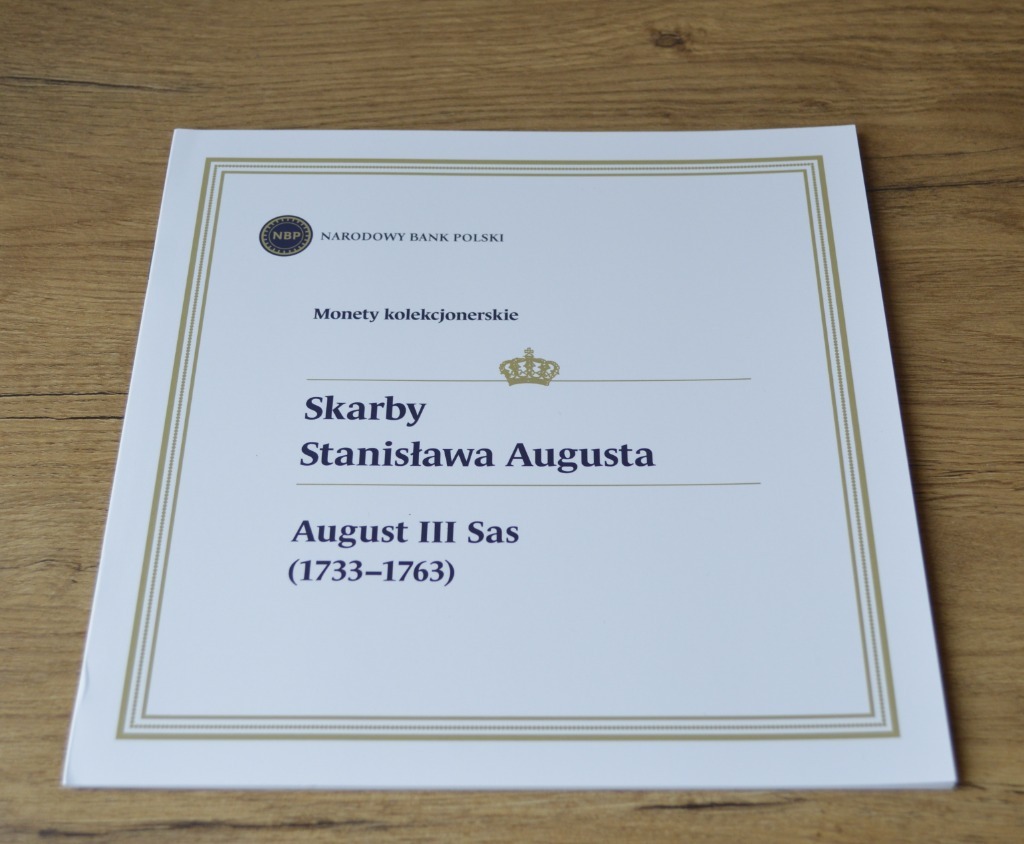 NBP NARODOWY BANK POLSKI
Monety kolekcjonerskie
Skarby
Stanisława Augusta
August III Sas
(1733–1763)